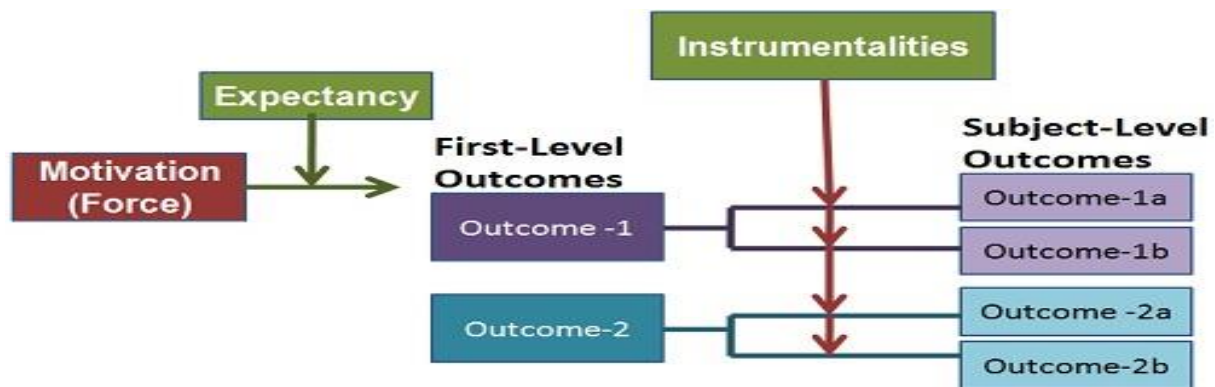 Instrumentalities
Expectancy
Motivation
(Force)
First-Level
Outcomes
Subject-Level
Outcomes
Outcome -1
Outcome-1a
Outcome-1b
Outcome-2
Outcome -2a
Outcome-2b